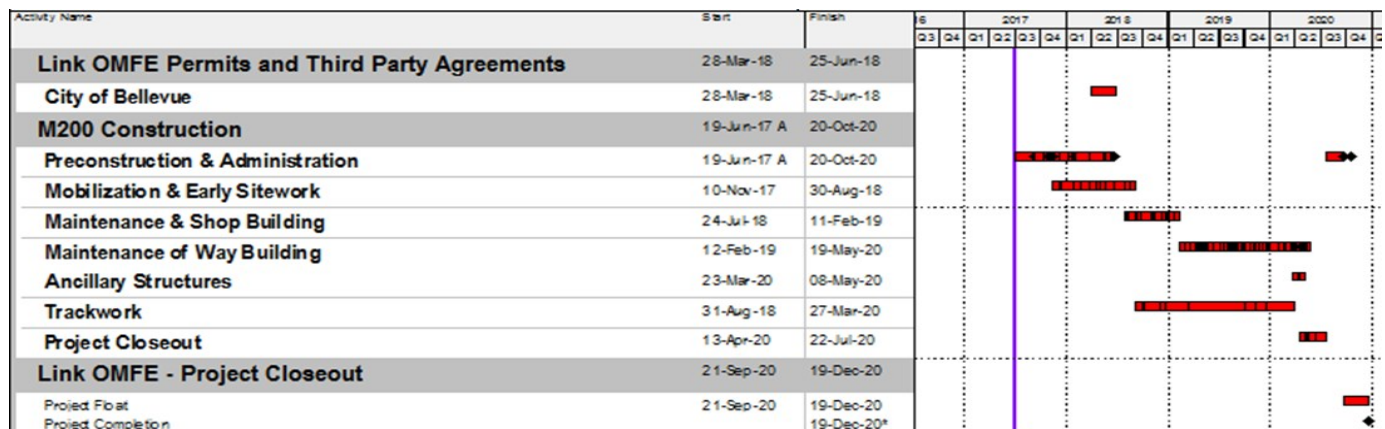 Activity Name Start Finish 16 2017 2018 2019 2020
Q3 Q4 Q1 Q2 Q3 Q4 Q1 Q2 Q3 Q4 Q1 Q2 Q3 Q4 Q1 Q2 Q3 Q4
Link OMFE Permits and Third Party Agreements 28-Mar-18 25-Jun-18
City of Bellevue 28-Mar-18 25-Jun-18
M200 Construction 19-Jun-17 A 20-Oct-20
Preconstruction & Administration 19-Jun-17 A 20-Oct-20
Mobilization & Early Sitework 10-Nov-17 30-Aug-18
Maintenance & Shop Building 24-Jul-18 11-Feb-19
Maintenance of Way Building 12-Feb-19 19-May-20
Ancillary Structures 23-Mar-20 08-May-20
Trackwork 31-Aug-18 27-Mar-20
Project Closeout 13-Apr-20 22-Jul-20
Link OMFE - Project Closeout 21-Sep-20 19-Dec-20
Project Float 21-Sep-20 19-Dec-20
Project Completion 19-Dec-20*